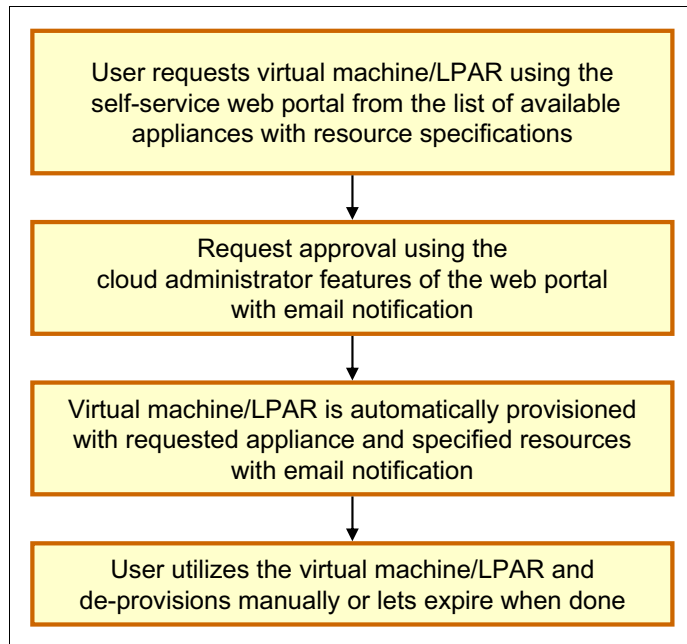 User requests virtual machine/LPAR using the
self-service web portal from the list of available
appliances with resource specifications
Request approval using the
cloud administrator features of the web portal
with email notification
Virtual machine/LPAR is automatically provisioned
with requested appliance and specified resources
with email notification
User utilizes the virtual machine/LPAR and
de-provisions manually or lets expire when done